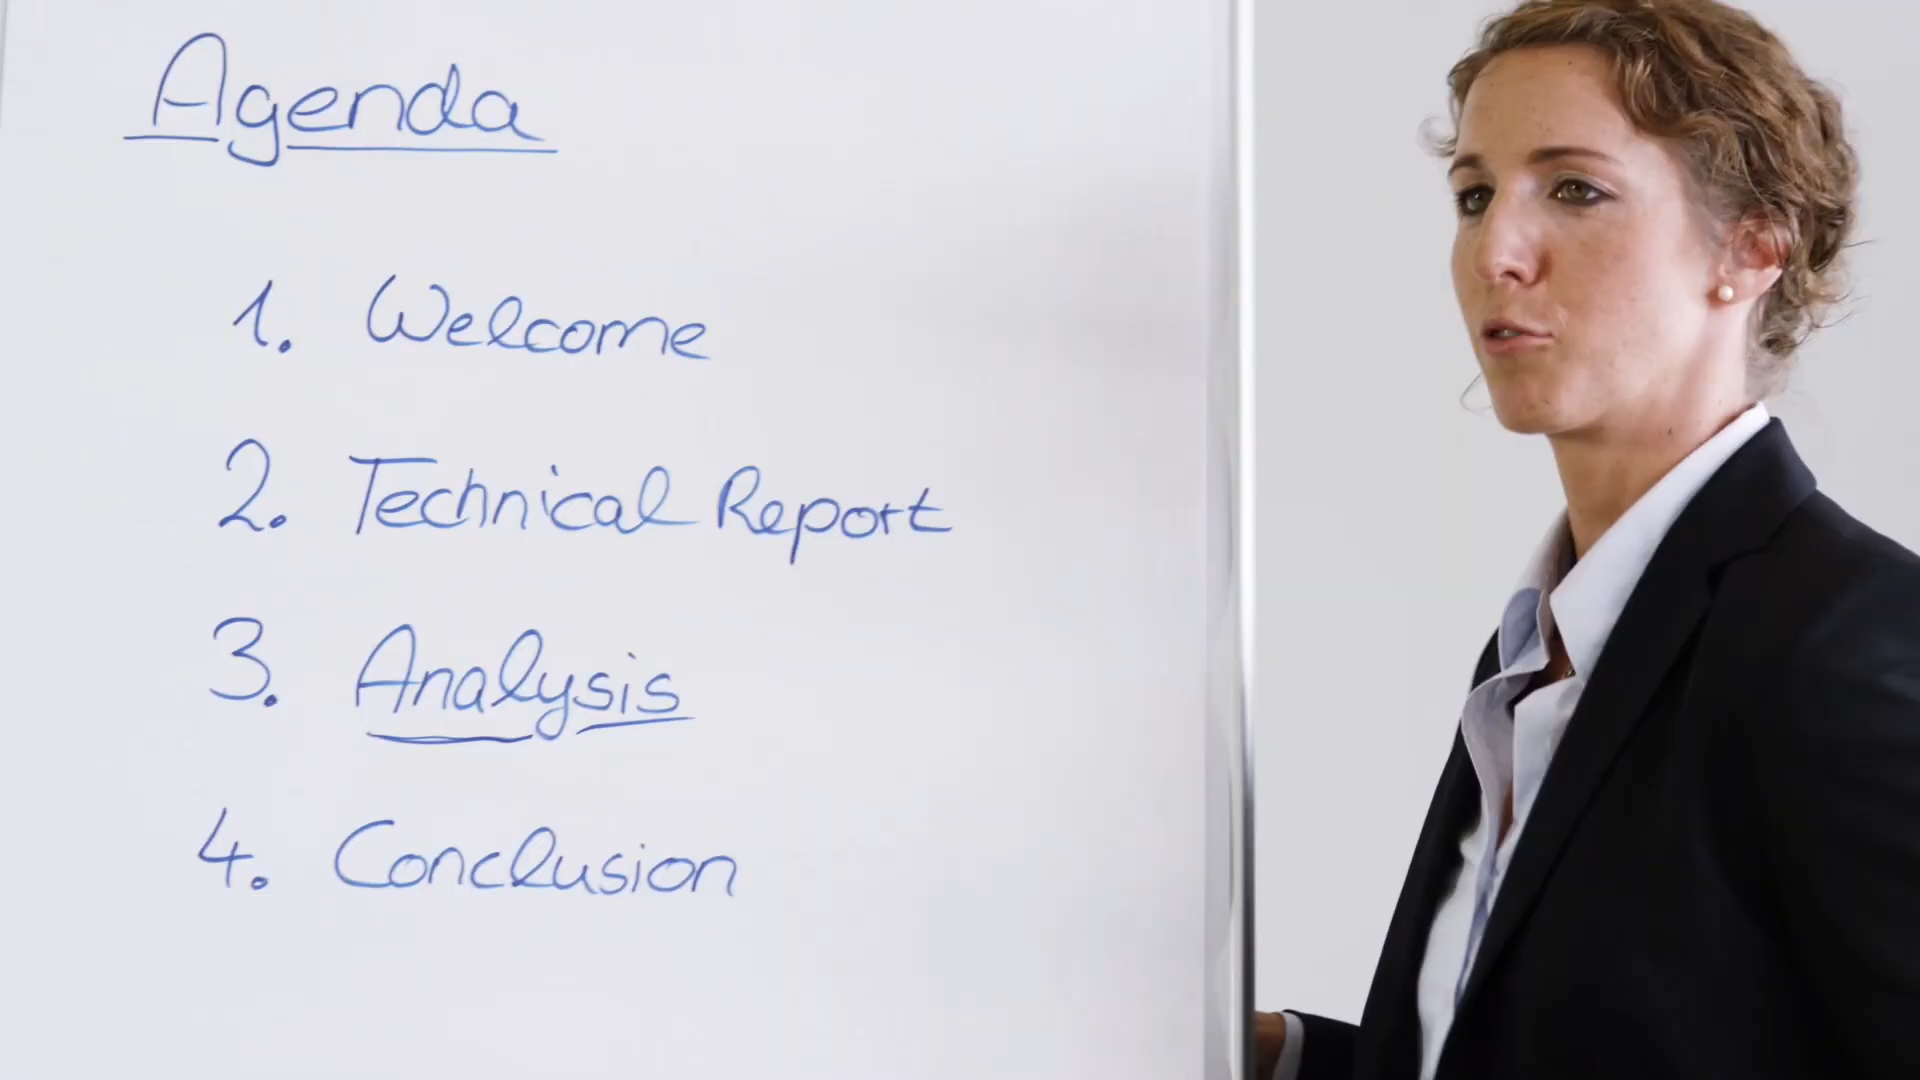 Agenda
1. Welcome
2. Technical Report
3. Analysis
4. Conclusion